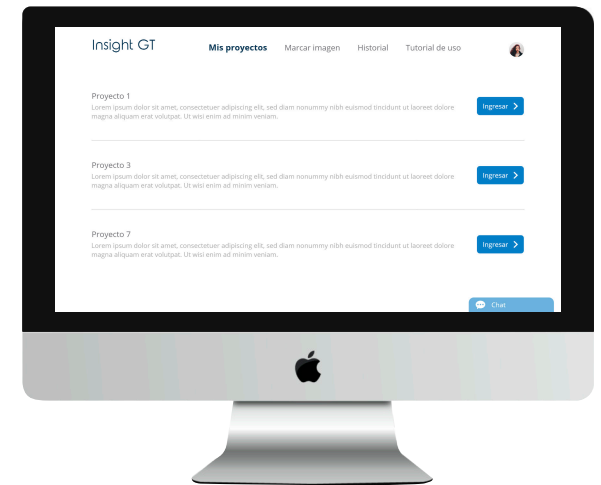 Insight GT
Mis proyectos Marcar imagen Historial Tutorial de uso
Proyecto 1
Lorem ipsum dolor sit amet, consectetuer adipiscing elit, sed diam nonummy nibh euismod tincidunt ut laoreet dolore
magna aliquam erat volutpat. Ut wisi enim ad minim veniam.
Ingresar
Proyecto 3
Lorem ipsum dolor sit amet, consectetuer adipiscing elit, sed diam nonummy nibh euismod tincidunt ut laoreet dolore
magna aliquam erat volutpat. Ut wisi enim ad minim veniam.
Ingresar
Proyecto 7
Lorem ipsum dolor sit amet, consectetuer adipiscing elit, sed diam nonummy nibh euismod tincidunt ut laoreet dolore
magna aliquam erat volutpat. Ut wisi enim ad minim veniam.
Ingresar
Chat